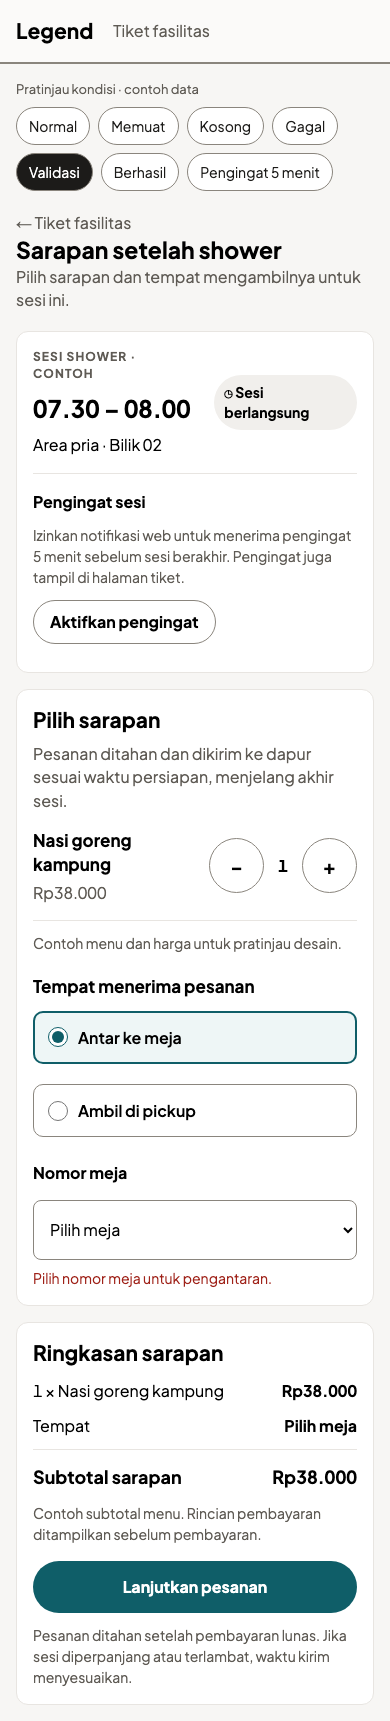 Legend Tiket fasilitas
Pratinjau kondisi · contoh data
Normal Memuat Kosong Gagal
Validasi Berhasil Pengingat 5 menit
← Tiket fasilitas
Sarapan setelah shower
Pilih sarapan dan tempat mengambilnya untuk
sesi ini.
SESI SHOWER ·
CONTOH
07.30 – 08.00
Area pria · Bilik 02
◷ Sesi
berlangsung
Pengingat sesi
Izinkan notifikasi web untuk menerima pengingat
5 menit sebelum sesi berakhir. Pengingat juga
tampil di halaman tiket.
Aktifkan pengingat
Pilih sarapan
Pesanan ditahan dan dikirim ke dapur
sesuai waktu persiapan, menjelang akhir
sesi.
Nasi goreng
kampung
Rp38.000
− 1 +
Contoh menu dan harga untuk pratinjau desain.
Tempat menerima pesanan
Antar ke meja
Ambil di pickup
Nomor meja
Pilih meja
Pilih nomor meja untuk pengantaran.
Ringkasan sarapan
1 × Nasi goreng kampung Rp38.000
Tempat Pilih meja
Subtotal sarapan Rp38.000
Contoh subtotal menu. Rincian pembayaran
ditampilkan sebelum pembayaran.
Lanjutkan pesanan
Pesanan ditahan setelah pembayaran lunas. Jika
sesi diperpanjang atau terlambat, waktu kirim
menyesuaikan.